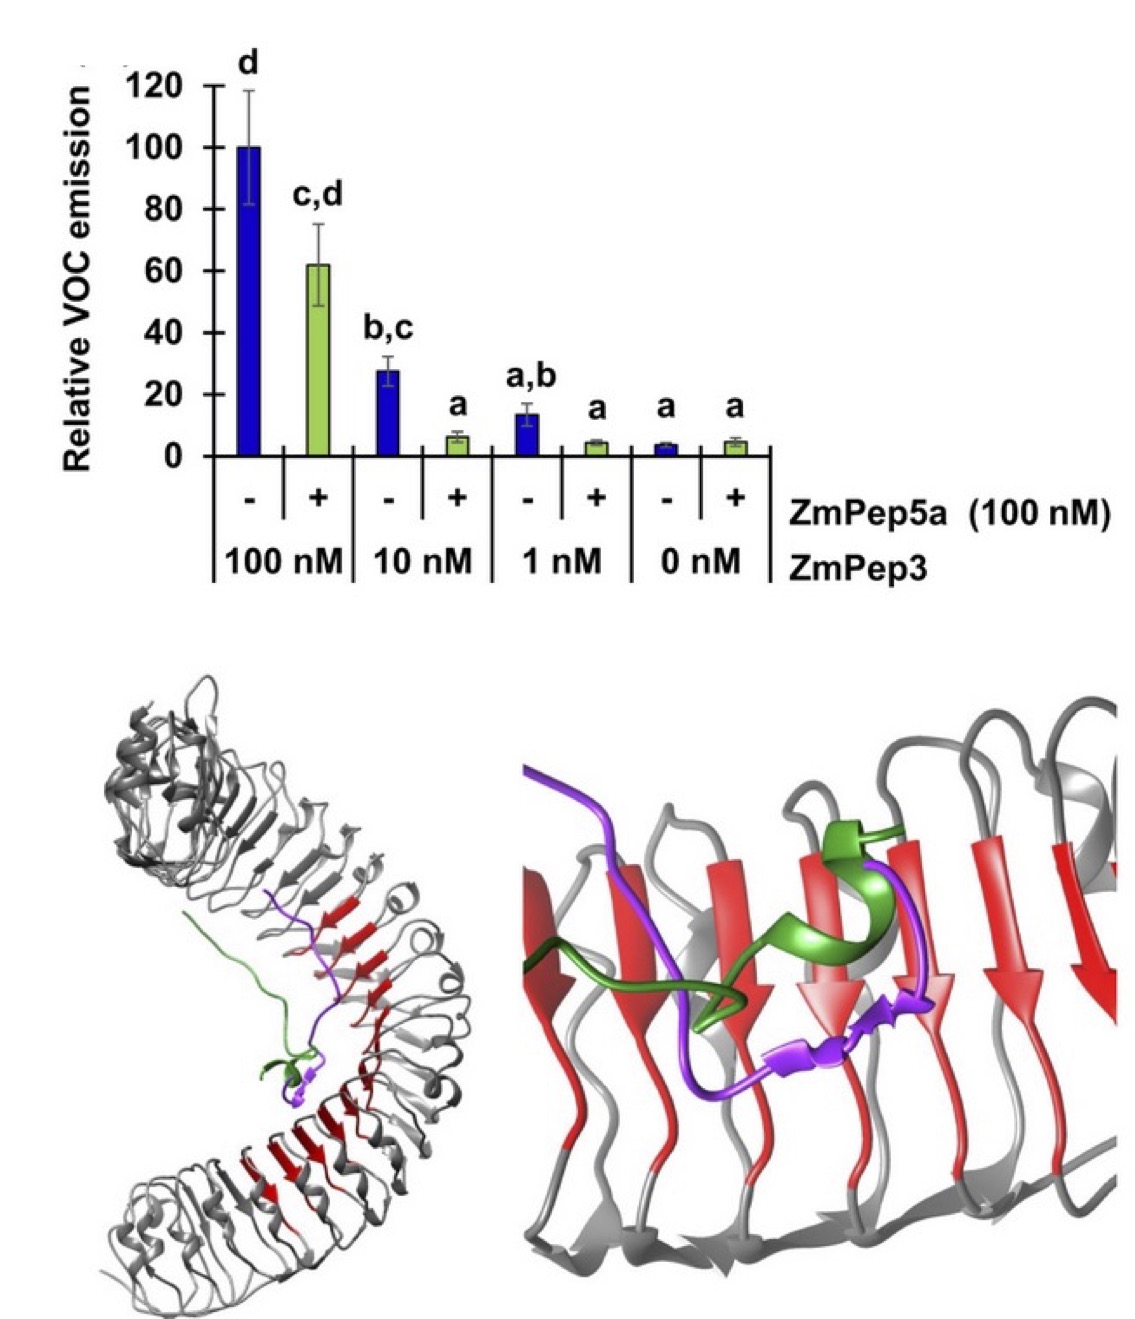 Relative VOC emission
120
100
80
60
40
20
0
d
c,d
b,c
a
a,b
a
a
a
- + - + - + - + ZmPep5a (100 nM)
100 nM 10 nM 1 nM 0 nM ZmPep3